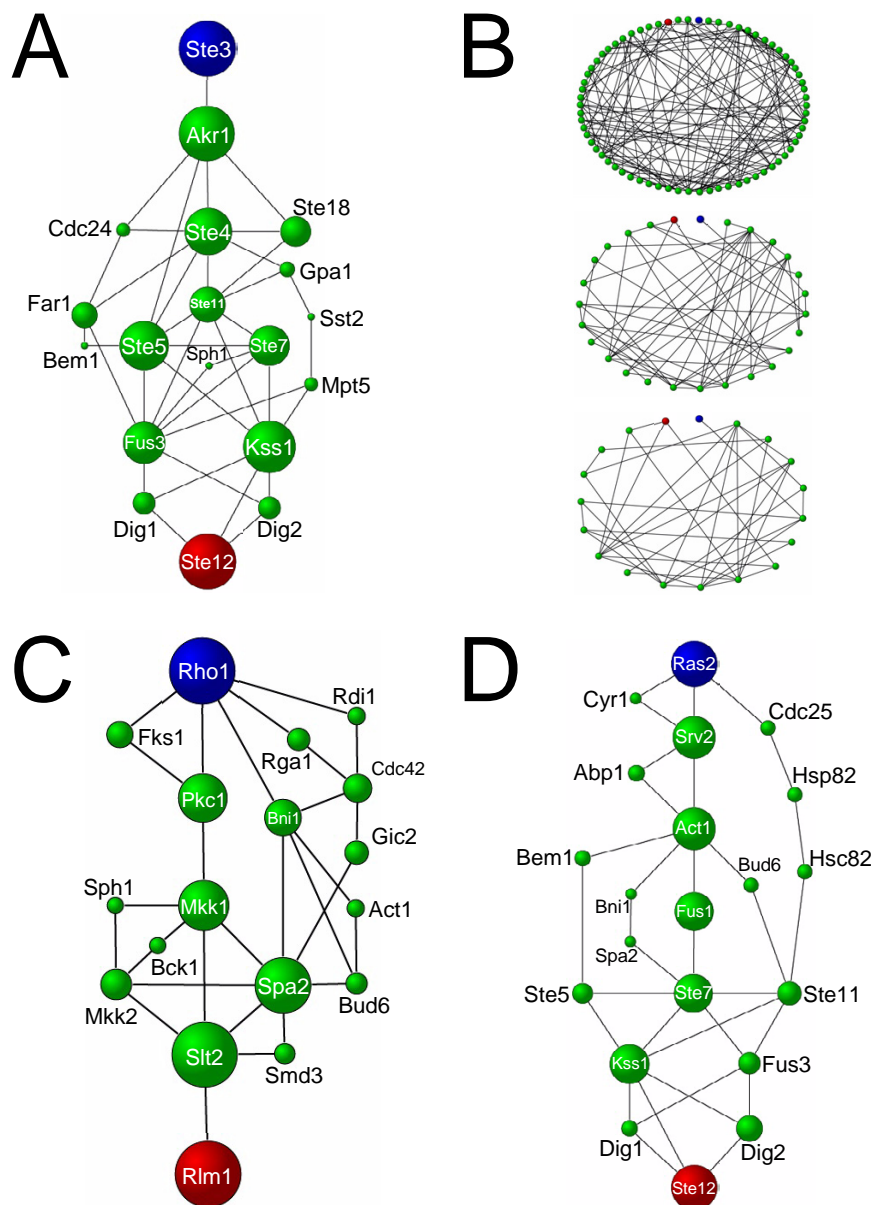 A
B
Ste3
Akr1
Ste18
Cdc24
Ste4
Gpa1
Far1
Ste11
Sst2
Ste5
Sph1
Ste7
Bem1
Mpt5
Fus3
Kss1
Dig1
Dig2
Ste12
C
D
Rho1
Rdi1
Fks1
Rga1
Cdc42
Pkc1
Bni1
Gic2
Sph1
Mkk1
Act1
Bck1
Spa2
Mkk2
Bud6
Slt2
Smd3
Rlm1
Ras2
Cyr1
Cdc25
Srv2
Abp1
Hsp82
Act1
Bem1
Bud6
Hsc82
Bni1
Fus1
Spa2
Ste5
Ste7
Ste11
Kss1
Fus3
Dig1
Dig2
Ste12